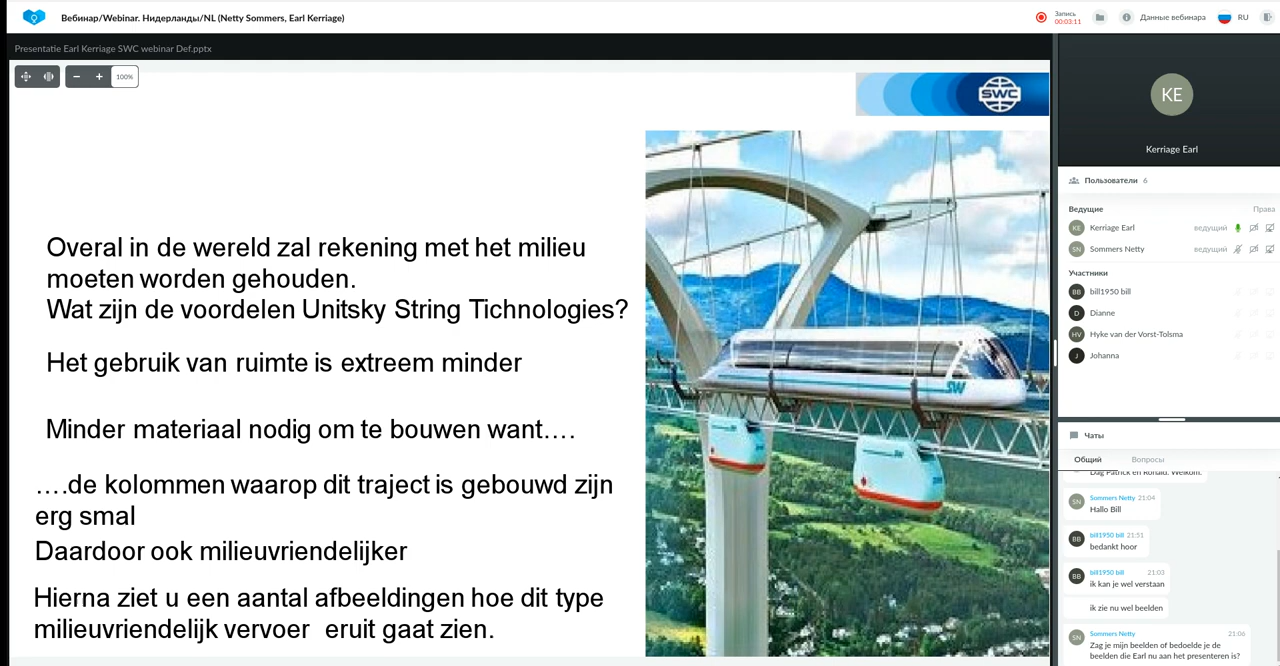 Вебинар/Webinar. Нидерланды/NL (Netty Sommers, Earl Kerriage)
Запись
00:03:11
Данные вебинара
RU
Presentatie Earl Kerriage SWC webinar Def.pptx
100%
SWC
Overal in de wereld zal rekening met het milieu
moeten worden gehouden.
Wat zijn de voordelen Unitsky String Tichnologies?
Het gebruik van ruimte is extreem minder
Minder materiaal nodig om te bouwen want….
….de kolommen waarop dit traject is gebouwd zijn
erg smal
Daardoor ook milieuvriendelijker
Hierna ziet u een aantal afbeeldingen hoe dit type
milieuvriendelijk vervoer eruit gaat zien.
SW
KE
Kerriage Earl
Пользователи 6
Ведущие Права
KE Kerriage Earl ведущий
SN Sommers Netty ведущий
Участники
BB bill1950 bill
D Dianne
HV Hyke van der Vorst-Tolsma
J Johanna
Чаты
Общий Вопросы
Dag Patrick en Ronald. Welkom.
SN Sommers Netty 21:04
Hallo Bill
BB bill1950 bill 21:51
bedankt hoor
BB bill1950 bill 21:03
ik kan je wel verstaan
ik zie nu wel beelden
SN Sommers Netty 21:06
Zag je mijn beelden of bedoelde je de
beelden die Earl nu aan het presenteren is?